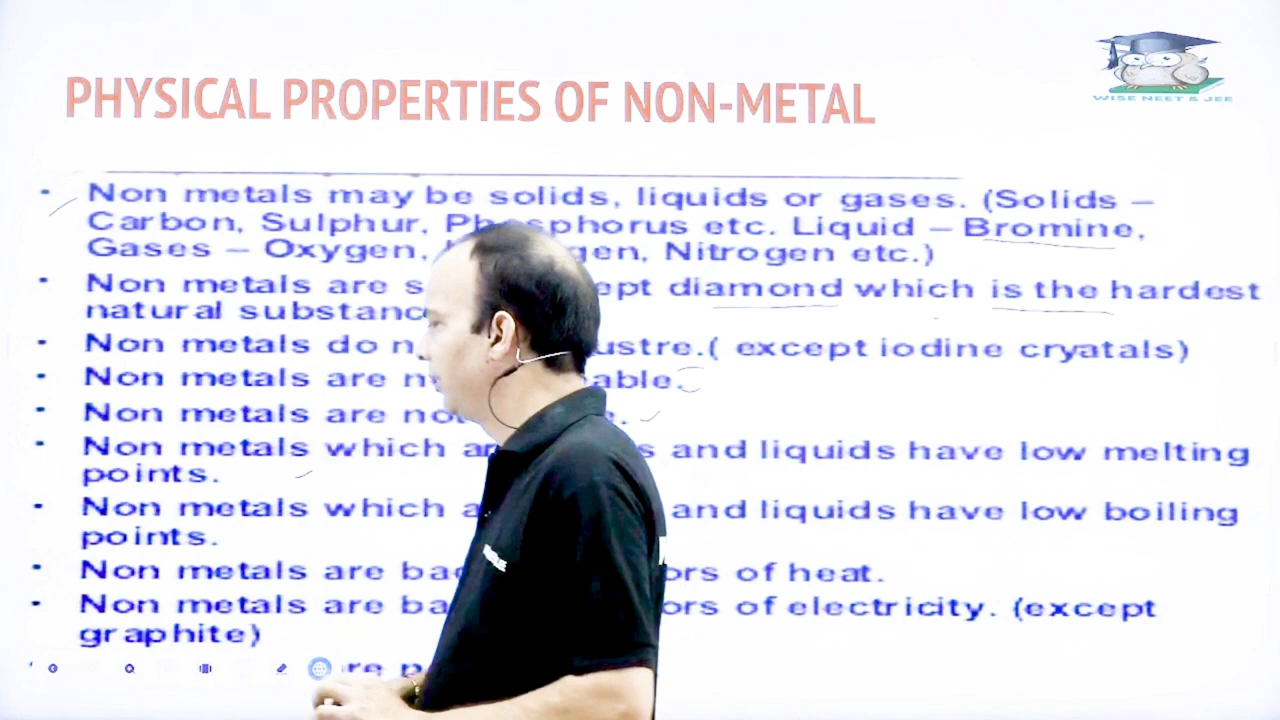 WISE NEET & JEE
PHYSICAL PROPERTIES OF NON-METAL
• Non metals may be solids, liquids or gases. (Solids –
Carbon, Sulphur, Phosphorus etc. Liquid – Bromine,
Gases – Oxygen, gen, Nitrogen etc.)
• Non metals are s ept diamond which is the hardest
natural substanc
• Non metals do n ustre.( except iodine cryatals)
• Non metals are n able.
• Non metals are not
• Non metals which ar s and liquids have low melting
points.
• Non metals which a and liquids have low boiling
points.
• Non metals are ba ors of heat.
• Non metals are ba ors of electricity. (except
graphite)
re